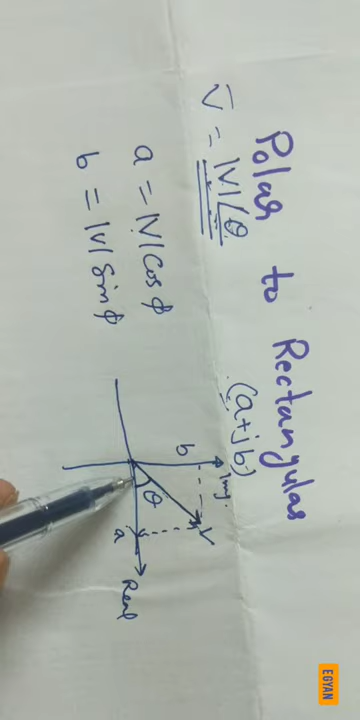 Polar to Rectangular
(a+jb)
V̄ = |V|∠θ
a = |V| Cos ϕ
b = |V| Sin ϕ
Img.
b
V
θ
a
Real
EGYAN